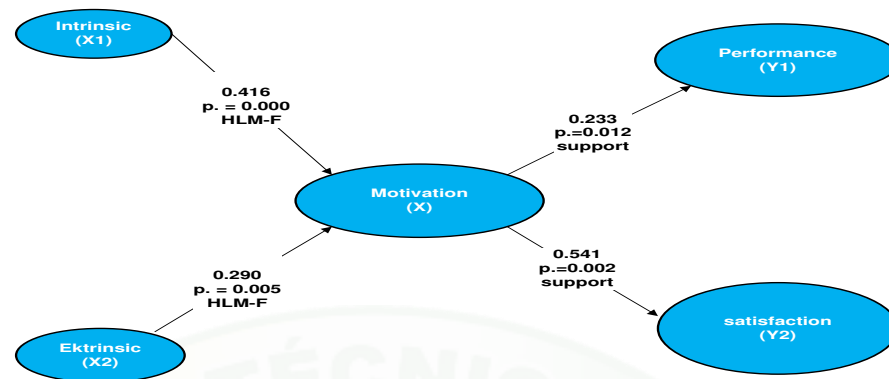 Intrinsic
(X1)
Performance
(Y1)
0.416
p. = 0.000
HLM-F
0.233
p.=0.012
support
Motivation
(X)
0.290
p. = 0.005
HLM-F
0.541
p.=0.002
support
Ektrinsic
(X2)
satisfaction
(Y2)
TÉCNIC